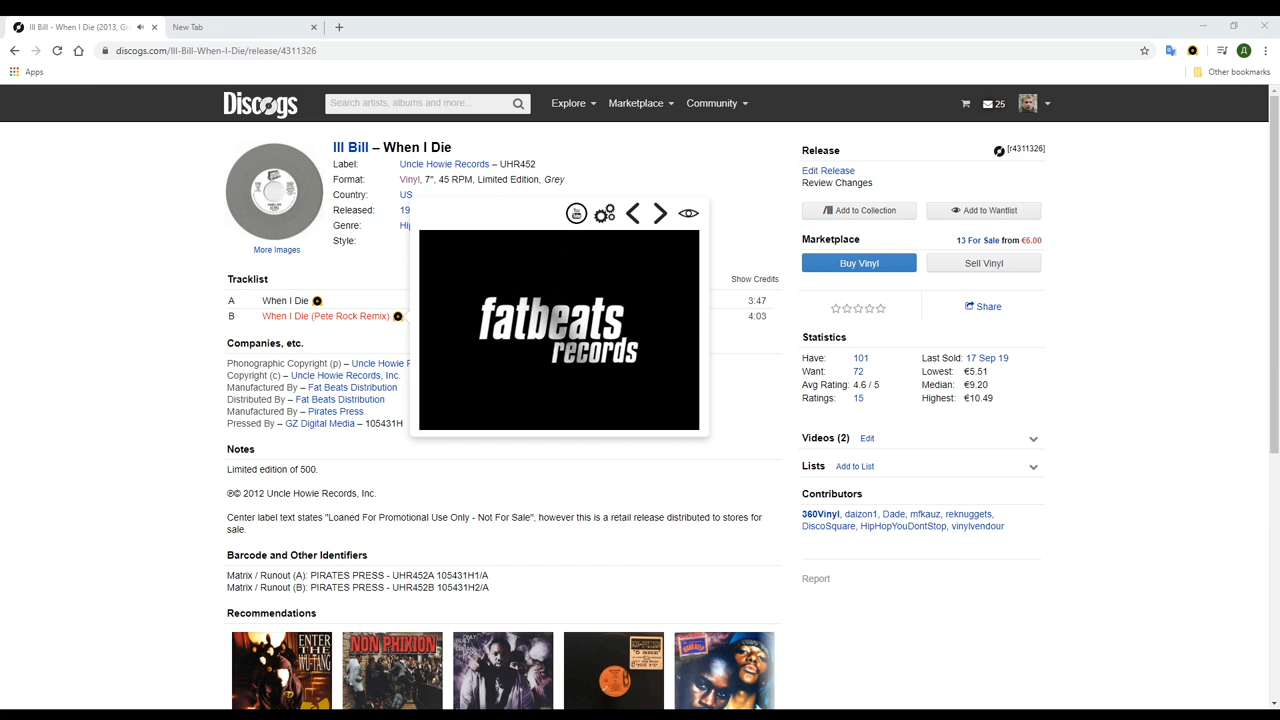 Ill Bill – When I Die (2013, Gr
New Tab
discogs.com/Ill-Bill-When-I-Die/release/4311326
Д
Apps
Other bookmarks
Discogs
Search artists, albums and more...
Explore
Marketplace
Community
25
Ill Bill – When I Die
Label: Uncle Howie Records – UHR452
Format: Vinyl, 7", 45 RPM, Limited Edition, Grey
Country: US
Released: 19
Genre: Hi
Style:
More Images
Tracklist
Show Credits
A When I Die 3:47
B When I Die (Pete Rock Remix) 4:03
fatbeats
records
Companies, etc.
Phonographic Copyright (p) – Uncle Howie R
Copyright (c) – Uncle Howie Records, Inc.
Manufactured By – Fat Beats Distribution
Distributed By – Fat Beats Distribution
Manufactured By – Pirates Press
Pressed By – GZ Digital Media – 105431H
Notes
Limited edition of 500.
℗© 2012 Uncle Howie Records, Inc.
Center label text states "Loaned For Promotional Use Only - Not For Sale", however this is a retail release distributed to stores for
sale.
Barcode and Other Identifiers
Matrix / Runout (A): PIRATES PRESS - UHR452A 105431H1/A
Matrix / Runout (B): PIRATES PRESS - UHR452B 105431H2/A
Recommendations
ENTER
THE
WU-TANG
NON PHIXION
Release
[r4311326]
Edit Release
Review Changes
Add to Collection
Add to Wantlist
Marketplace
13 For Sale from €6.00
Buy Vinyl
Sell Vinyl
Share
Statistics
Have: 101
Want: 72
Avg Rating: 4.6 / 5
Ratings: 15
Last Sold: 17 Sep 19
Lowest: €5.51
Median: €9.20
Highest: €10.49
Videos (2) Edit
Lists Add to List
Contributors
360Vinyl, daizon1, Dade, mfkauz, reknuggets,
DiscoSquare, HipHopYouDontStop, vinylvendour
Report